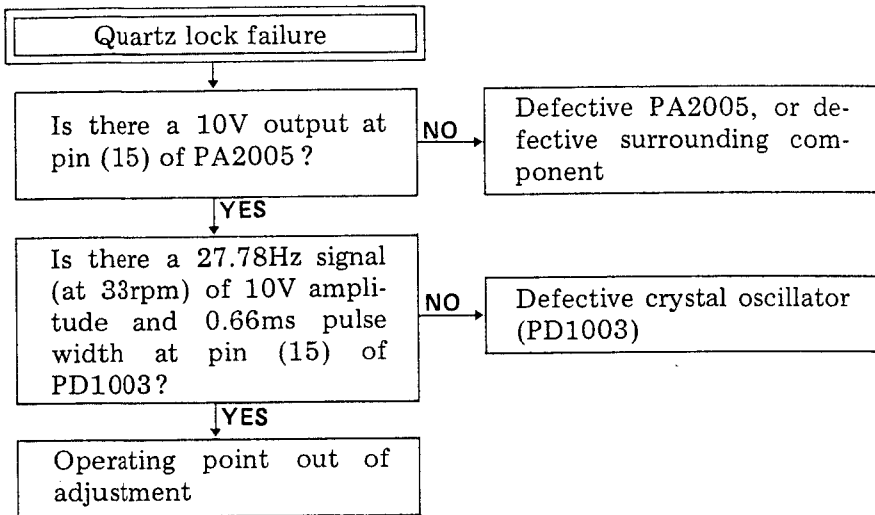 Quartz lock failure
Is there a 10V output at
pin (15) of PA2005?
NO
Defective PA2005, or de-
fective surrounding com-
ponent
YES
Is there a 27.78Hz signal
(at 33rpm) of 10V ampli-
tude and 0.66ms pulse
width at pin (15) of
PD1003?
NO
Defective crystal oscillator
(PD1003)
YES
Operating point out of
adjustment